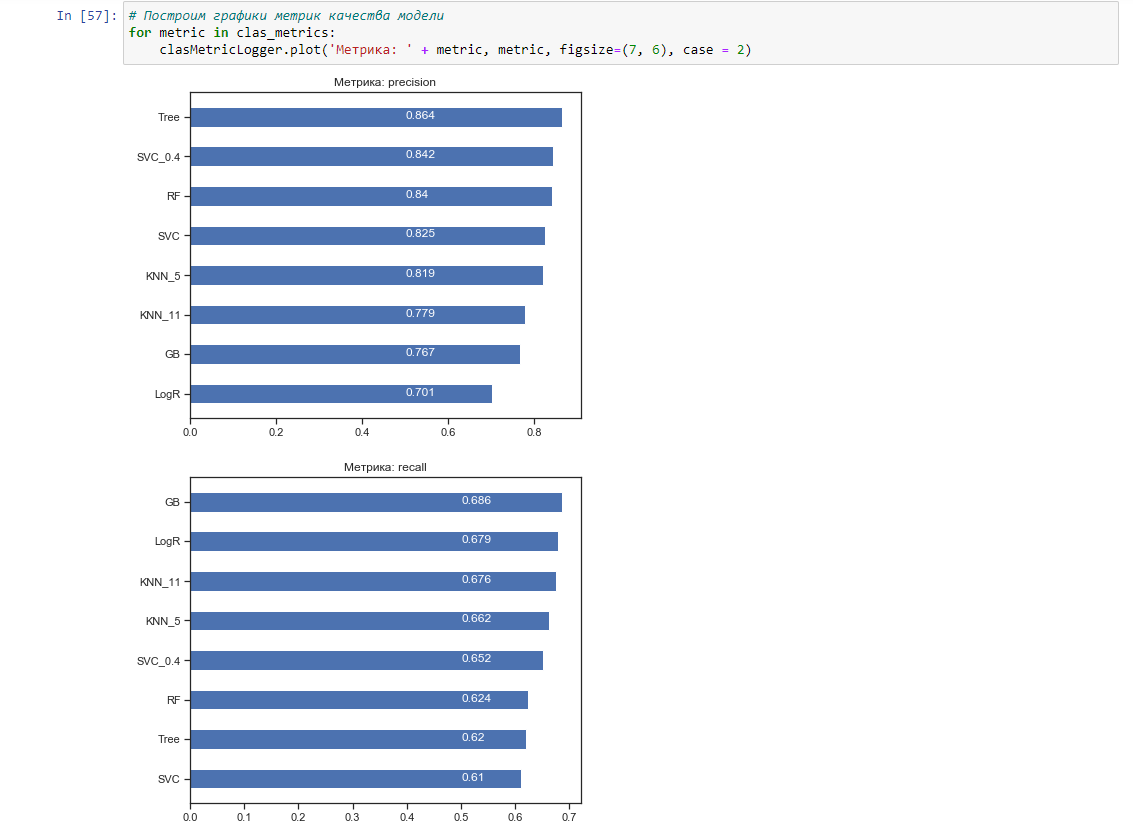 In [57]: # Построим графики метрик качества модели
for metric in clas_metrics:
clasMetricLogger.plot('Метрика: ' + metric, metric, figsize=(7, 6), case = 2)
Метрика: precision
Tree 0.864
SVC_0.4 0.842
RF 0.84
SVC 0.825
KNN_5 0.819
KNN_11 0.779
GB 0.767
LogR 0.701
0.0 0.2 0.4 0.6 0.8
Метрика: recall
GB 0.686
LogR 0.679
KNN_11 0.676
KNN_5 0.662
SVC_0.4 0.652
RF 0.624
Tree 0.62
SVC 0.61
0.0 0.1 0.2 0.3 0.4 0.5 0.6 0.7